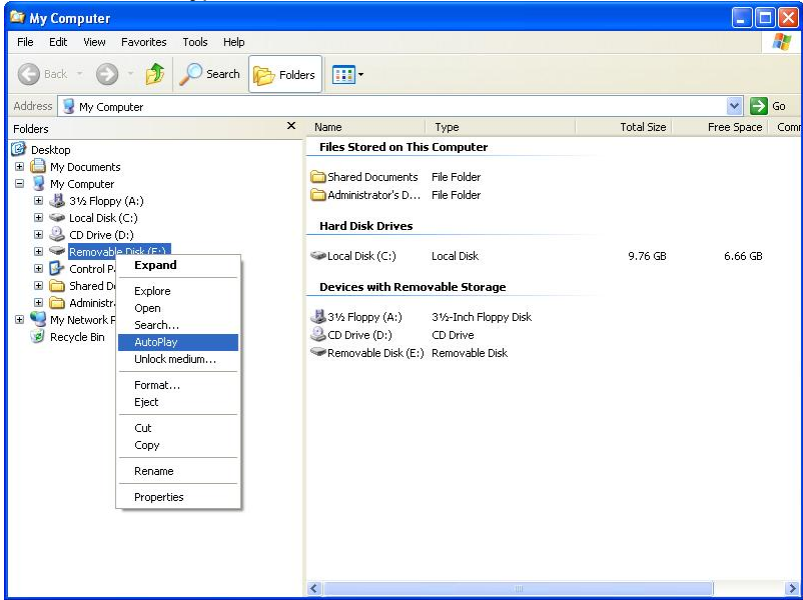 My Computer
File Edit View Favorites Tools Help
Back Search Folders
Address My Computer Go
Folders
Desktop
My Documents
My Computer
3½ Floppy (A:)
Local Disk (C:)
CD Drive (D:)
Removable Disk (E:)
Control P
Shared D
Administr
My Network P
Recycle Bin
Expand
Explore
Open
Search...
AutoPlay
Unlock medium...
Format...
Eject
Cut
Copy
Rename
Properties
Name Type Total Size Free Space Comr
Files Stored on This Computer
Shared Documents File Folder
Administrator's D... File Folder
Hard Disk Drives
Local Disk (C:) Local Disk 9.76 GB 6.66 GB
Devices with Removable Storage
3½ Floppy (A:) 3½-Inch Floppy Disk
CD Drive (D:) CD Drive
Removable Disk (E:) Removable Disk